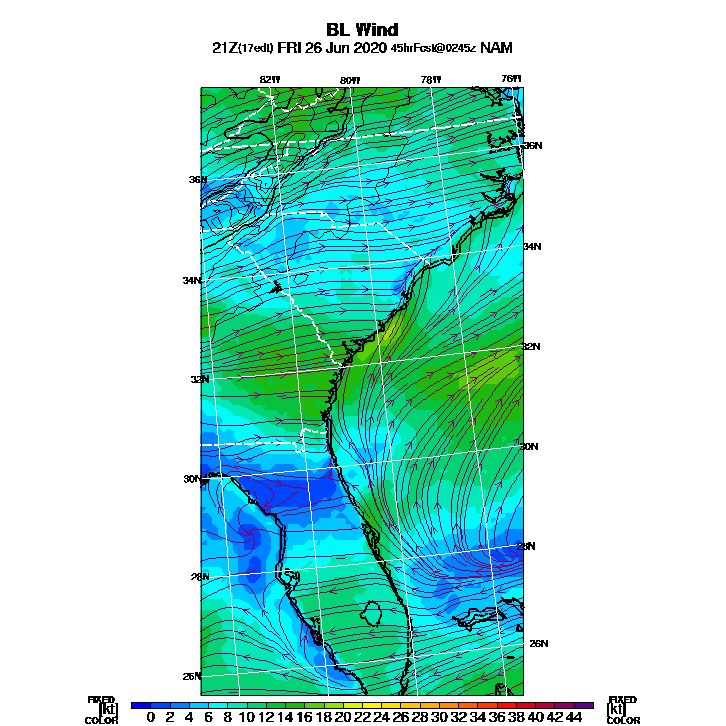 BL Wind
21Z(17edt) FRI 26 Jun 2020 45hrFcst@0245z NAM
82W 80W 78W 76W
36N
36N
34N
34N
32N
32N
30N
30N
28N
28N
26N
26N
FIXED FIXED
[kt] 0 2 4 6 8 10 12 14 16 18 20 22 24 26 28 30 32 34 36 38 40 42 44 [kt]
COLOR COLOR